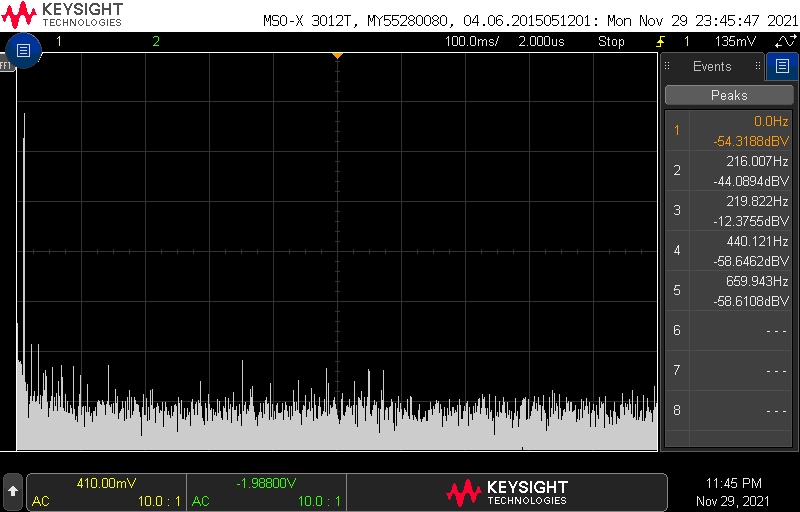 KEYSIGHT
TECHNOLOGIES
MSO-X 3012T, MY55280080, 04.06.2015051201: Mon Nov 29 23:45:47 2021
1 2 100.0ms/ 2.000us Stop 1 135mV
FFT
Events
Peaks
1 0.0Hz
-54.3188dBV
2 216.007Hz
-44.0894dBV
3 219.822Hz
-12.3755dBV
4 440.121Hz
-58.6462dBV
5 659.943Hz
-58.6108dBV
6 ---
7 ---
8 ---
410.00mV
AC 10.0 : 1
-1.98800V
AC 10.0 : 1
KEYSIGHT
TECHNOLOGIES
11:45 PM
Nov 29, 2021